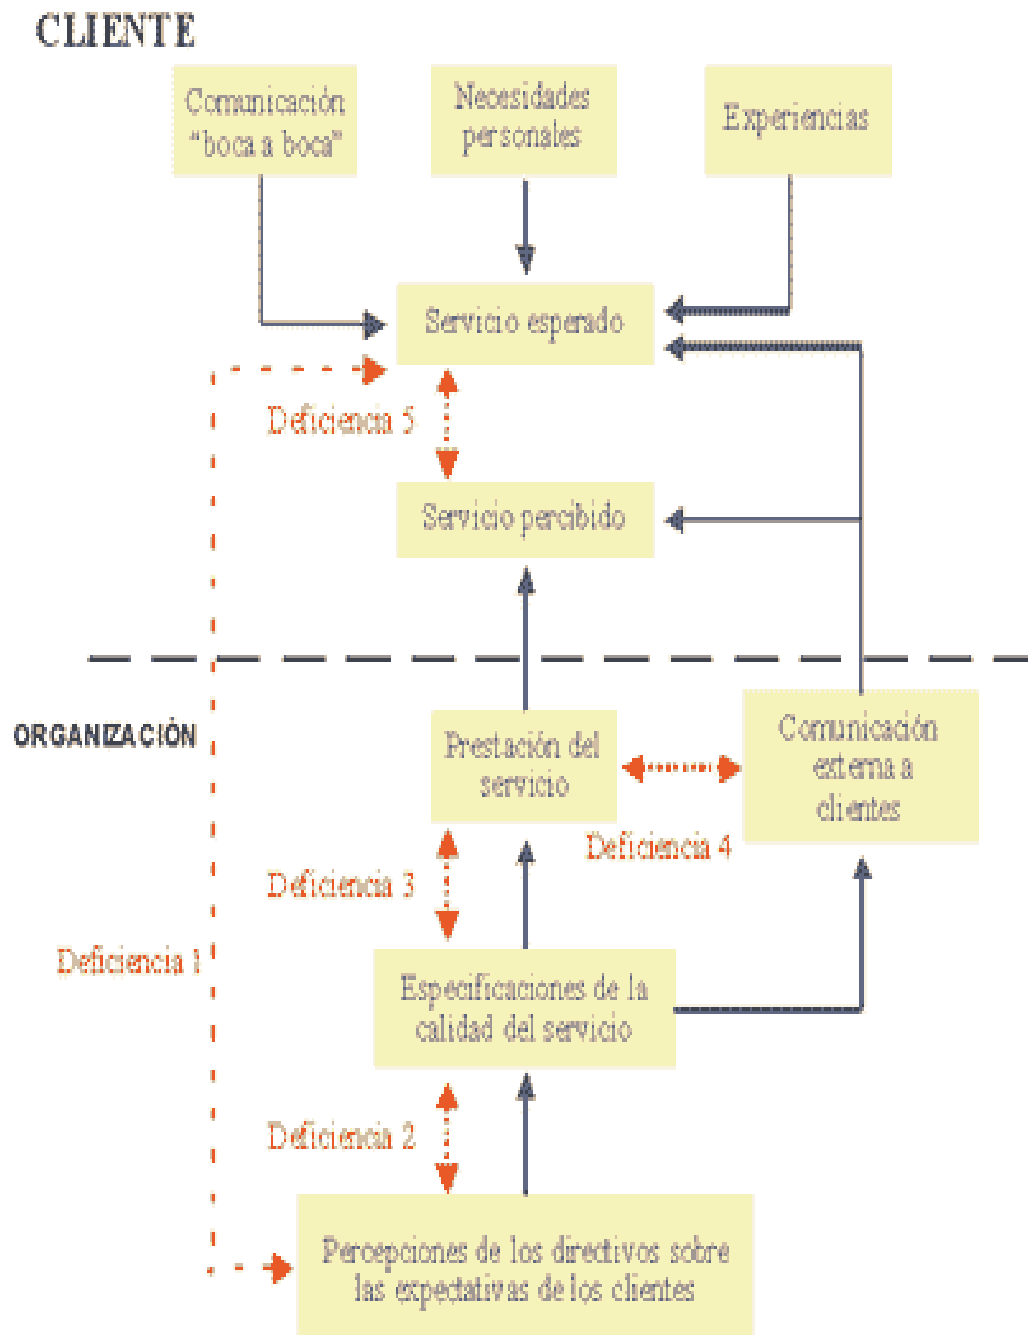 CLIENTE
Comunicación
“boca a boca”
Necesidades
personales
Experiencias
Servicio esperado
Deficiencia 5
Servicio percibido
ORGANIZACIÓN
Prestación del
servicio
Comunicación
externa a
clientes
Deficiencia 4
Deficiencia 3
Deficiencia 1
Especificaciones de la
calidad del servicio
Deficiencia 2
Percepciones de los directivos sobre
las expectativas de los clientes